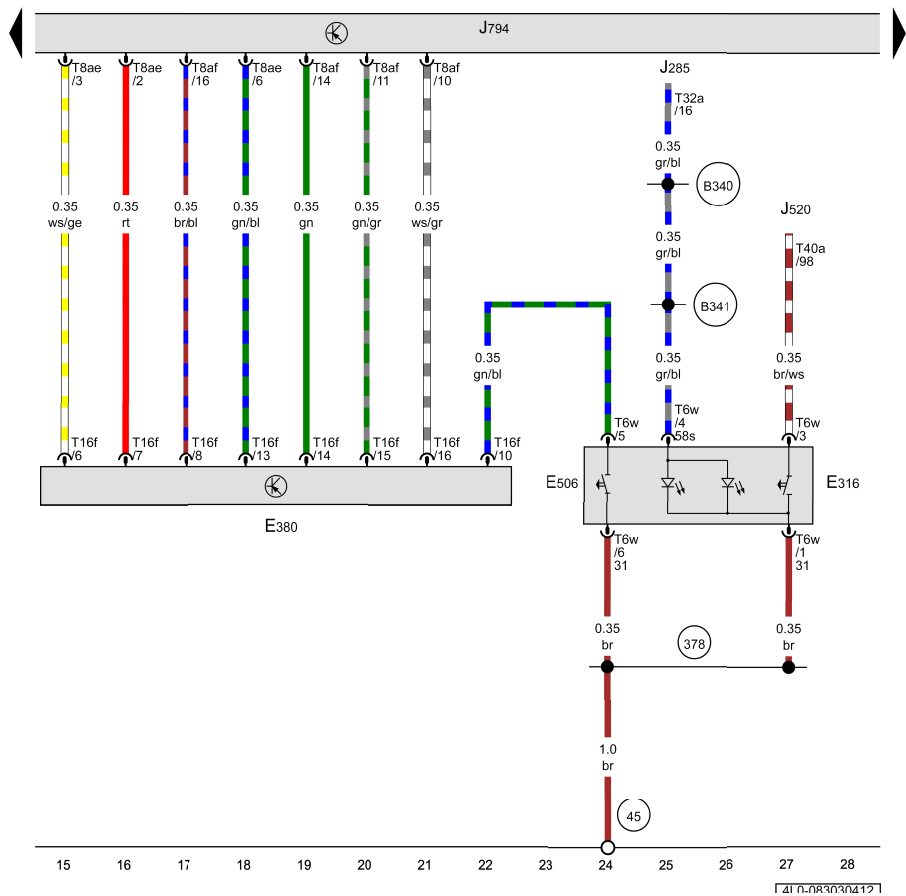 J794
T8ae T8ae T8af T8ae T8af T8af T8af
/3 /2 /16 /6 /14 /11 /10
J285
T32a
/16
0.35
gr/bl
B340
0.35 0.35 0.35 0.35 0.35 0.35 0.35
ws/ge rt br/bl gn/bl gn gn/gr ws/gr
J520
0.35
gr/bl
T40a
/98
B341
0.35 0.35 0.35
gn/bl gr/bl br/ws
T6w T6w T6w
/5 /4 /3
58s
T16f T16f T16f T16f T16f T16f T16f T16f
/6 /7 /8 /13 /14 /15 /16 /10
E506 E316
E380
T6w T6w
/6 /1
31 31
0.35 0.35
br br
378
1.0
br
45
15 16 17 18 19 20 21 22 23 24 25 26 27 28
4L0-083030412